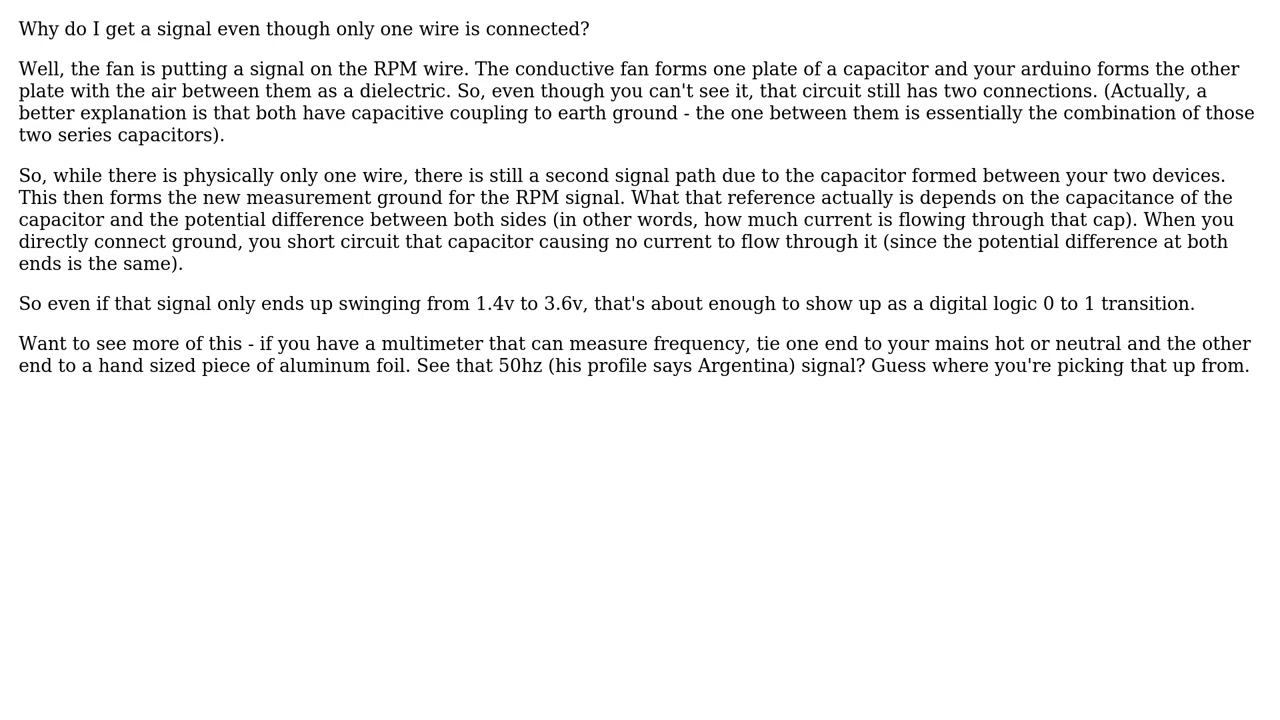 Why do I get a signal even though only one wire is connected?
Well, the fan is putting a signal on the RPM wire. The conductive fan forms one plate of a capacitor and your arduino forms the other
plate with the air between them as a dielectric. So, even though you can't see it, that circuit still has two connections. (Actually, a
better explanation is that both have capacitive coupling to earth ground - the one between them is essentially the combination of those
two series capacitors).
So, while there is physically only one wire, there is still a second signal path due to the capacitor formed between your two devices.
This then forms the new measurement ground for the RPM signal. What that reference actually is depends on the capacitance of the
capacitor and the potential difference between both sides (in other words, how much current is flowing through that cap). When you
directly connect ground, you short circuit that capacitor causing no current to flow through it (since the potential difference at both
ends is the same).
So even if that signal only ends up swinging from 1.4v to 3.6v, that's about enough to show up as a digital logic 0 to 1 transition.
Want to see more of this - if you have a multimeter that can measure frequency, tie one end to your mains hot or neutral and the other
end to a hand sized piece of aluminum foil. See that 50hz (his profile says Argentina) signal? Guess where you're picking that up from.